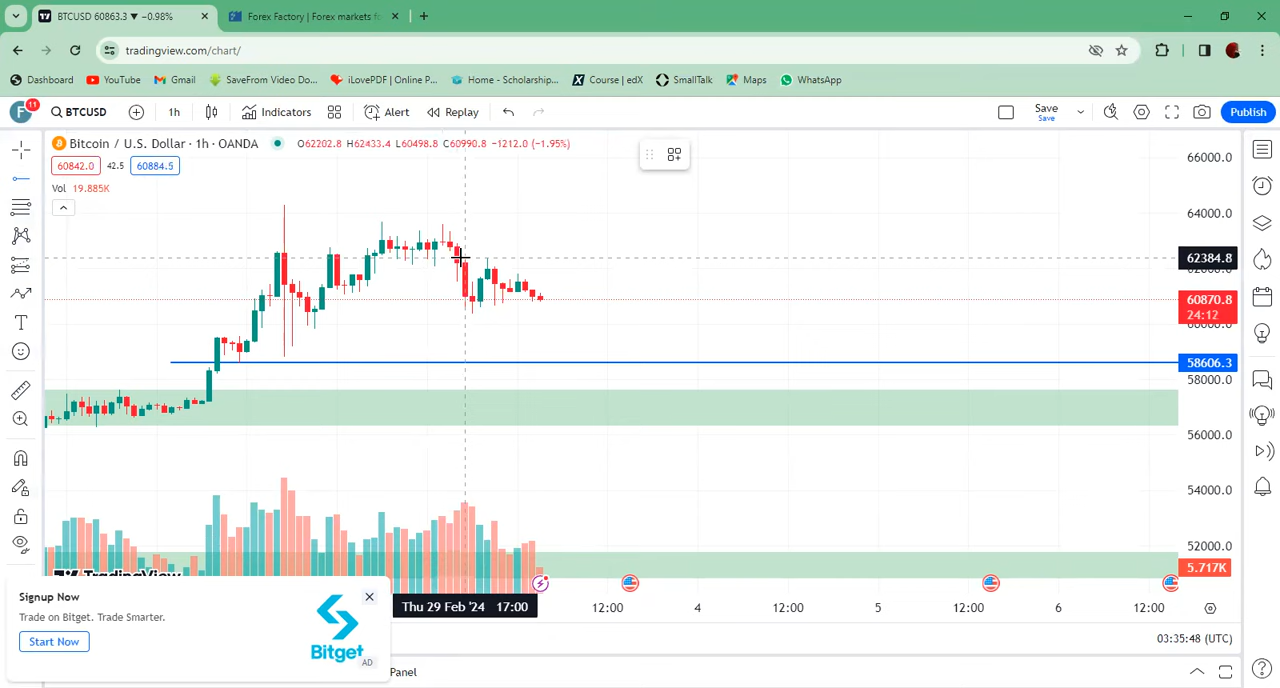 BTCUSD 60863.3 ▼ −0.98%
Forex Factory | Forex markets f
tradingview.com/chart/
Dashboard YouTube Gmail SaveFrom Video Do... iLovePDF | Online P... Home - Scholarship... Course | edX SmallTalk Maps WhatsApp
F 11 BTCUSD 1h Indicators Alert Replay Save Save Publish
Bitcoin / U.S. Dollar · 1h · OANDA O62202.8 H62433.4 L60498.8 C60990.8 −1212.0 (−1.95%)
60842.0 42.5 60884.5
Vol 19.885K
66000.0
64000.0
62384.8
60870.8
24:12
58606.3
58000.0
56000.0
54000.0
52000.0
5.717K
TradingView
Signup Now
Trade on Bitget. Trade Smarter.
Start Now
Bitget
AD
Thu 29 Feb '24 17:00 12:00 4 12:00 5 12:00 6 12:00
03:35:48 (UTC)
Panel